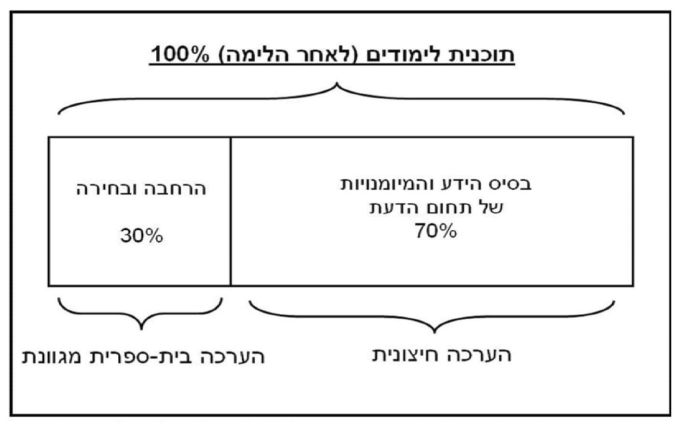 תוכנית לימודים (לאחר הלימה) 100%
בסיס הידע והמיומנויות
של תחום הדעת
70%
הרחבה ובחירה
30%
הערכה חיצונית
הערכה בית-ספרית מגוונת